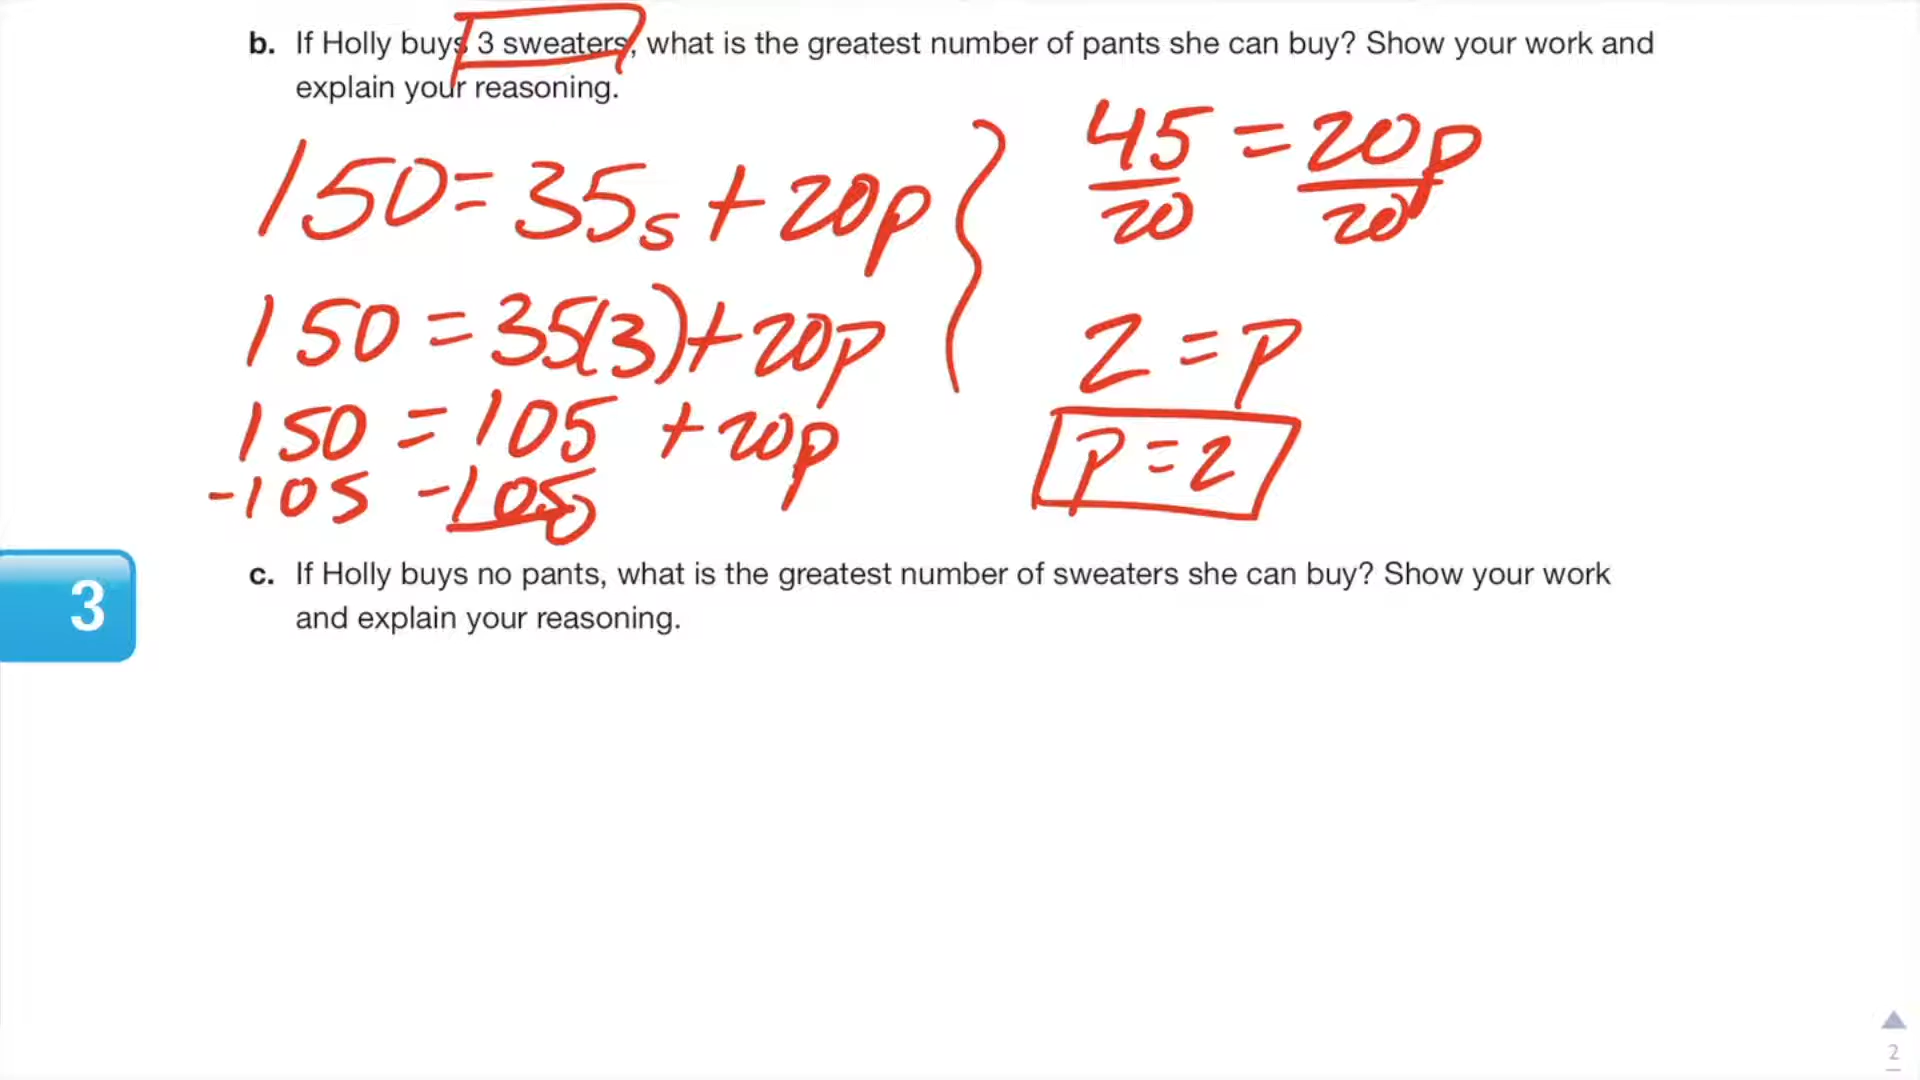 b. If Holly buys 3 sweaters, what is the greatest number of pants she can buy? Show your work and
explain your reasoning.
150=35s+20p
150=35(3)+20p
150=105+20p
-105 -105
0
45=20p
20 20
2=p
p=2
3
c. If Holly buys no pants, what is the greatest number of sweaters she can buy? Show your work
and explain your reasoning.
2